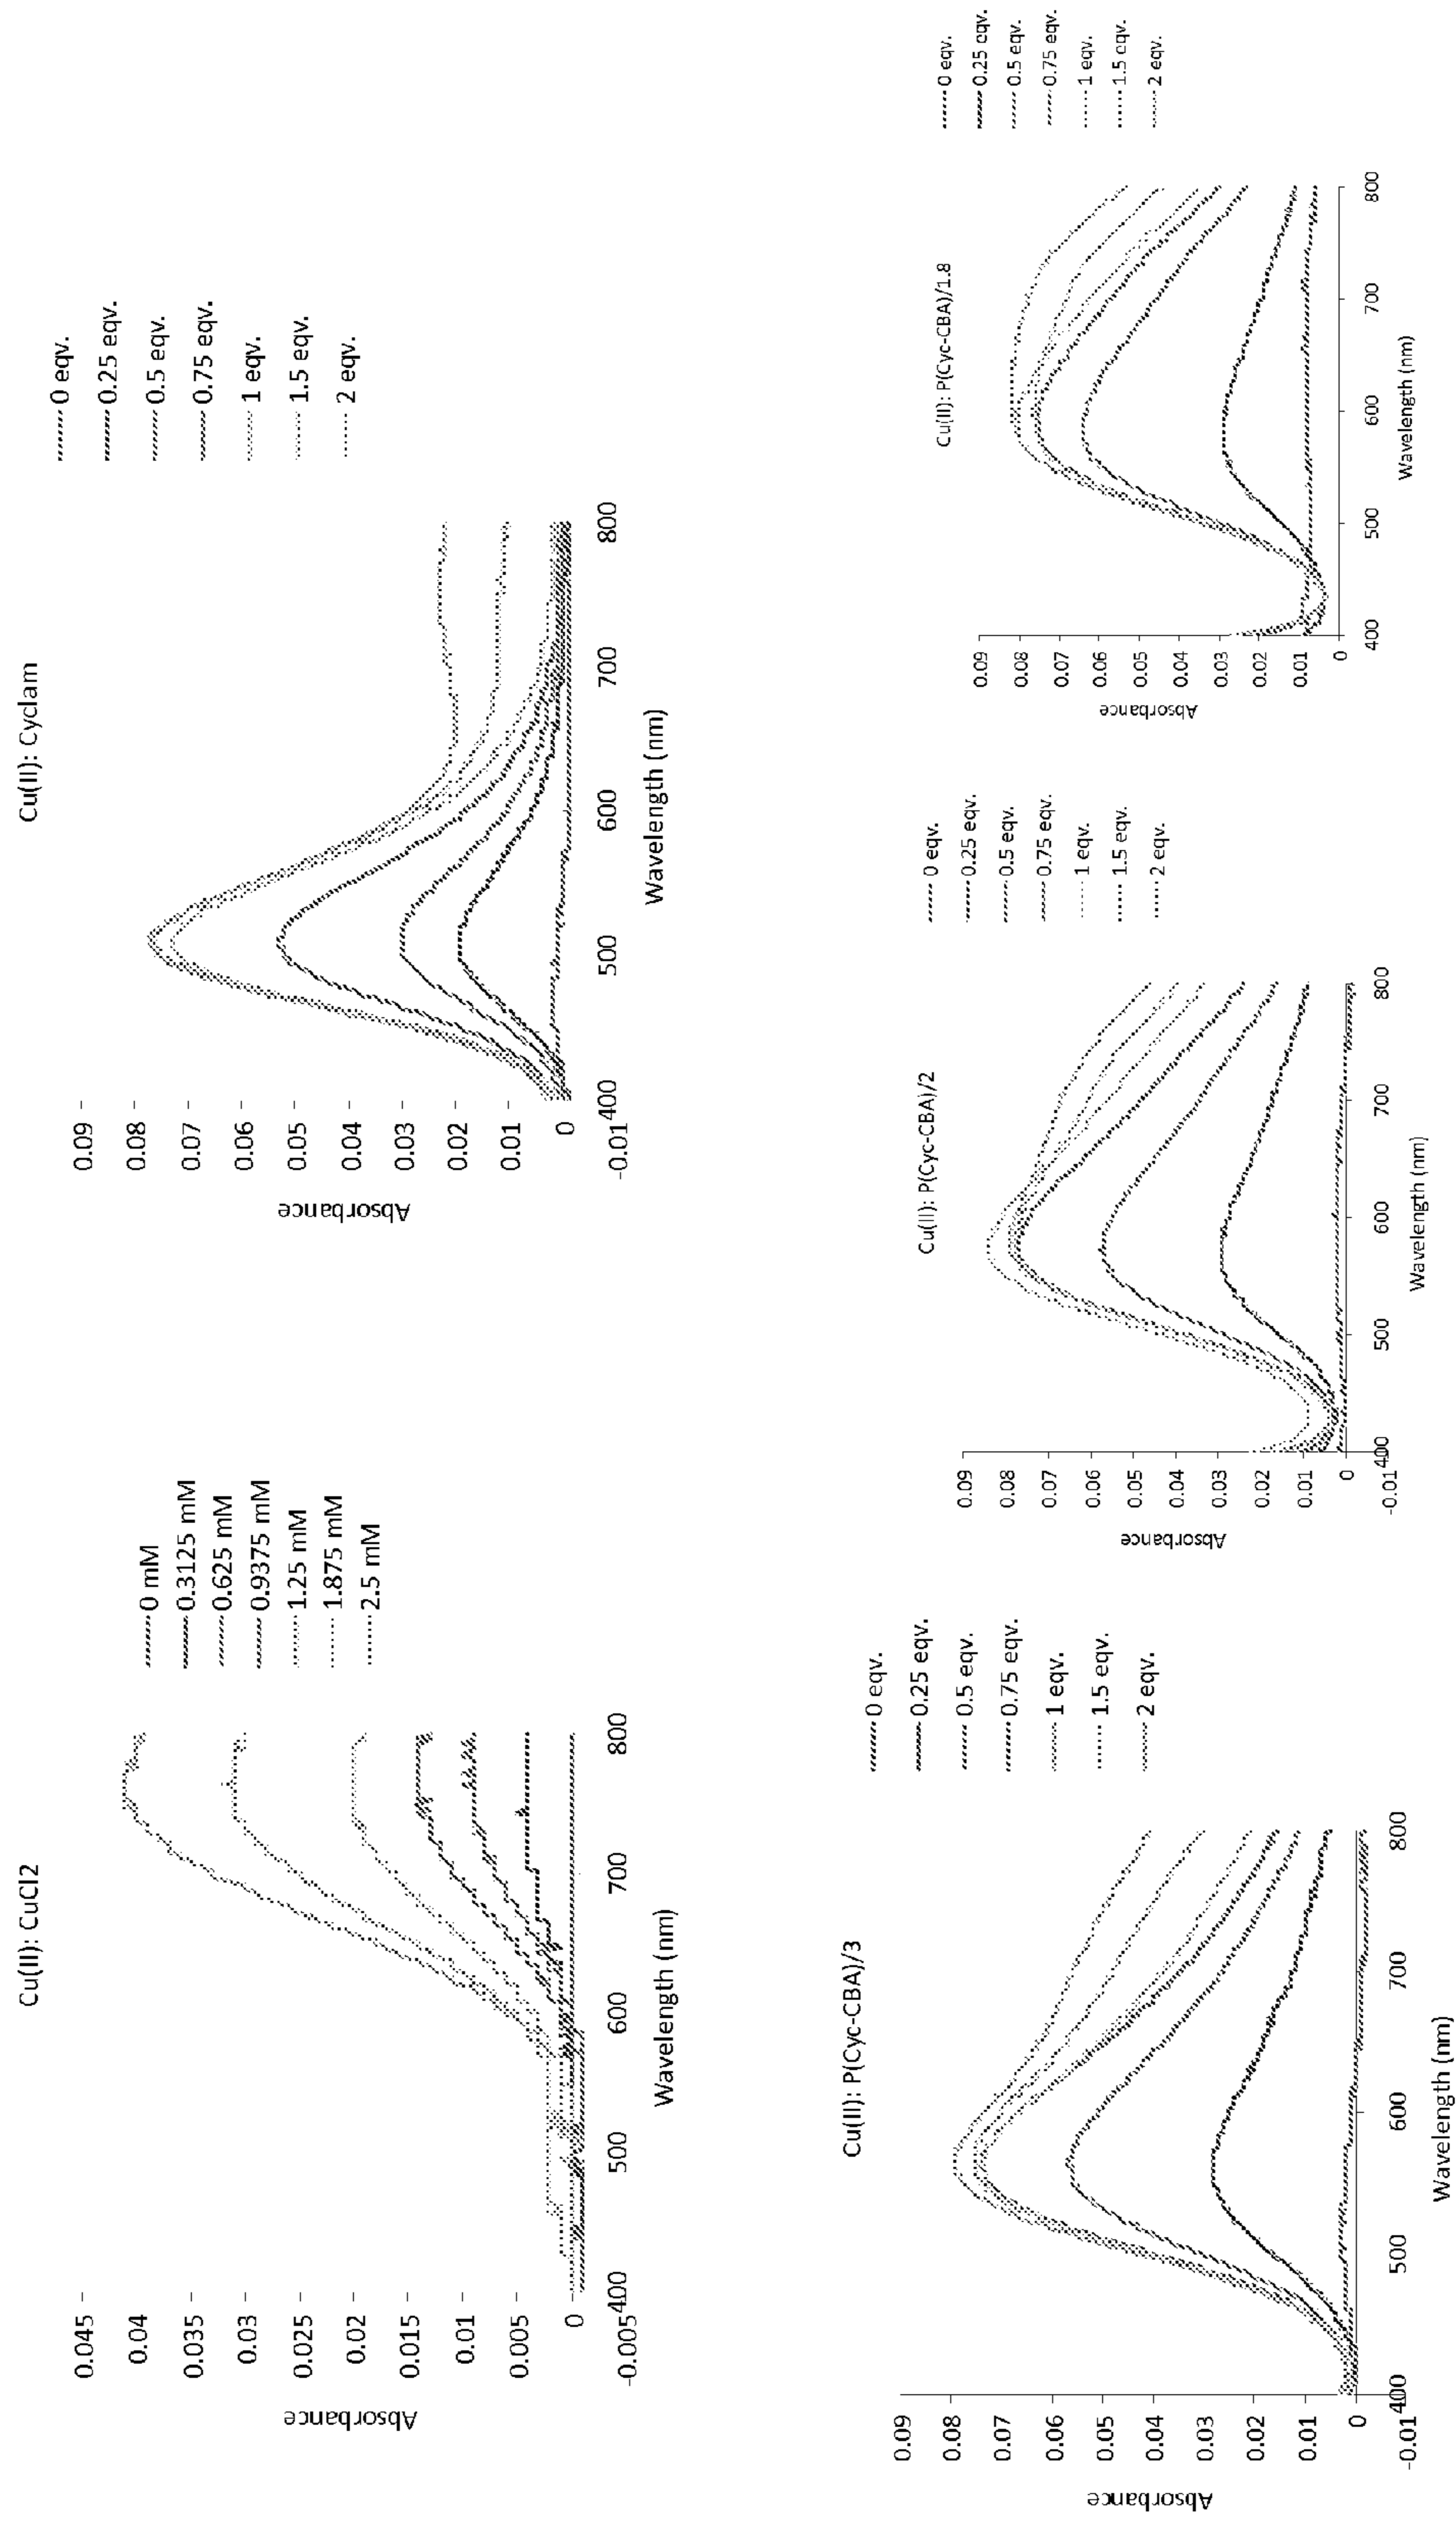 Cu(II): CuCl2
Absorbance
0.045
0.04
0.035
0.03
0.025
0.02
0.015
0.01
0.005
0
-0.005
400
500
600
700
800
Wavelength (nm)
0 mM
0.3125 mM
0.625 mM
0.9375 mM
1.25 mM
1.875 mM
2.5 mM
Cu(II): Cyclam
Absorbance
0.09
0.08
0.07
0.06
0.05
0.04
0.03
0.02
0.01
0
-0.01
400
500
600
700
800
Wavelength (nm)
0 eqv.
0.25 eqv.
0.5 eqv.
0.75 eqv.
1 eqv.
1.5 eqv.
2 eqv.
Cu(II): P(Cyc-CBA)/3
Absorbance
0.09
0.08
0.07
0.06
0.05
0.04
0.03
0.02
0.01
0
-0.01
400
500
600
700
800
Wavelength (nm)
0 eqv.
0.25 eqv.
0.5 eqv.
0.75 eqv.
1 eqv.
1.5 eqv.
2 eqv.
Cu(II): P(Cyc-CBA)/2
Absorbance
0.09
0.08
0.07
0.06
0.05
0.04
0.03
0.02
0.01
0
-0.01
400
500
600
700
800
Wavelength (nm)
0 eqv.
0.25 eqv.
0.5 eqv.
0.75 eqv.
1 eqv.
1.5 eqv.
2 eqv.
Cu(II): P(Cyc-CBA)/1.8
Absorbance
0.09
0.08
0.07
0.06
0.05
0.04
0.03
0.02
0.01
0
400
500
600
700
800
Wavelength (nm)
0 eqv.
0.25 eqv.
0.5 eqv.
0.75 eqv.
1 eqv.
1.5 eqv.
2 eqv.